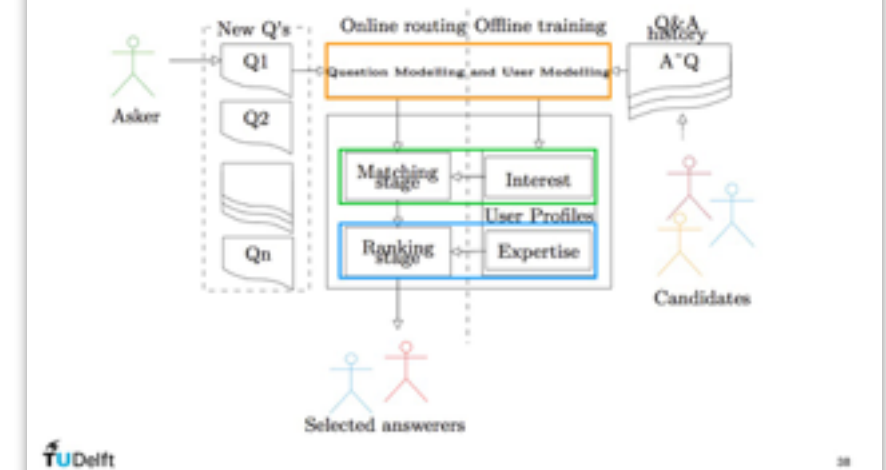 New Q's
Online routing
Offline training
Q&A
history
Q1
Question Modelling and User Modelling
A~Q
Asker
Q2
Matching
stage
Interest
User Profiles
Qn
Ranking
stage
Expertise
Candidates
Selected answerers
TUDelft
38